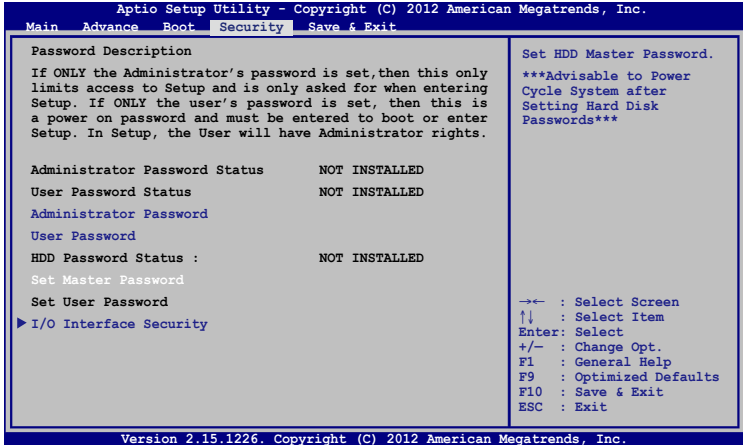 Aptio Setup Utility - Copyright (C) 2012 American Megatrends, Inc.
Main Advance Boot Security Save & Exit
Password Description
If ONLY the Administrator's password is set,then this only
limits access to Setup and is only asked for when entering
Setup. If ONLY the user's password is set, then this is
a power on password and must be entered to boot or enter
Setup. In Setup, the User will have Administrator rights.
Administrator Password Status NOT INSTALLED
User Password Status NOT INSTALLED
Administrator Password
User Password
HDD Password Status : NOT INSTALLED
Set Master Password
Set User Password
I/O Interface Security
Set HDD Master Password.
***Advisable to Power
Cycle System after
Setting Hard Disk
Passwords***
→← : Select Screen
↑↓ : Select Item
Enter: Select
+/— : Change Opt.
F1 : General Help
F9 : Optimized Defaults
F10 : Save & Exit
ESC : Exit
Version 2.15.1226. Copyright (C) 2012 American Megatrends, Inc.